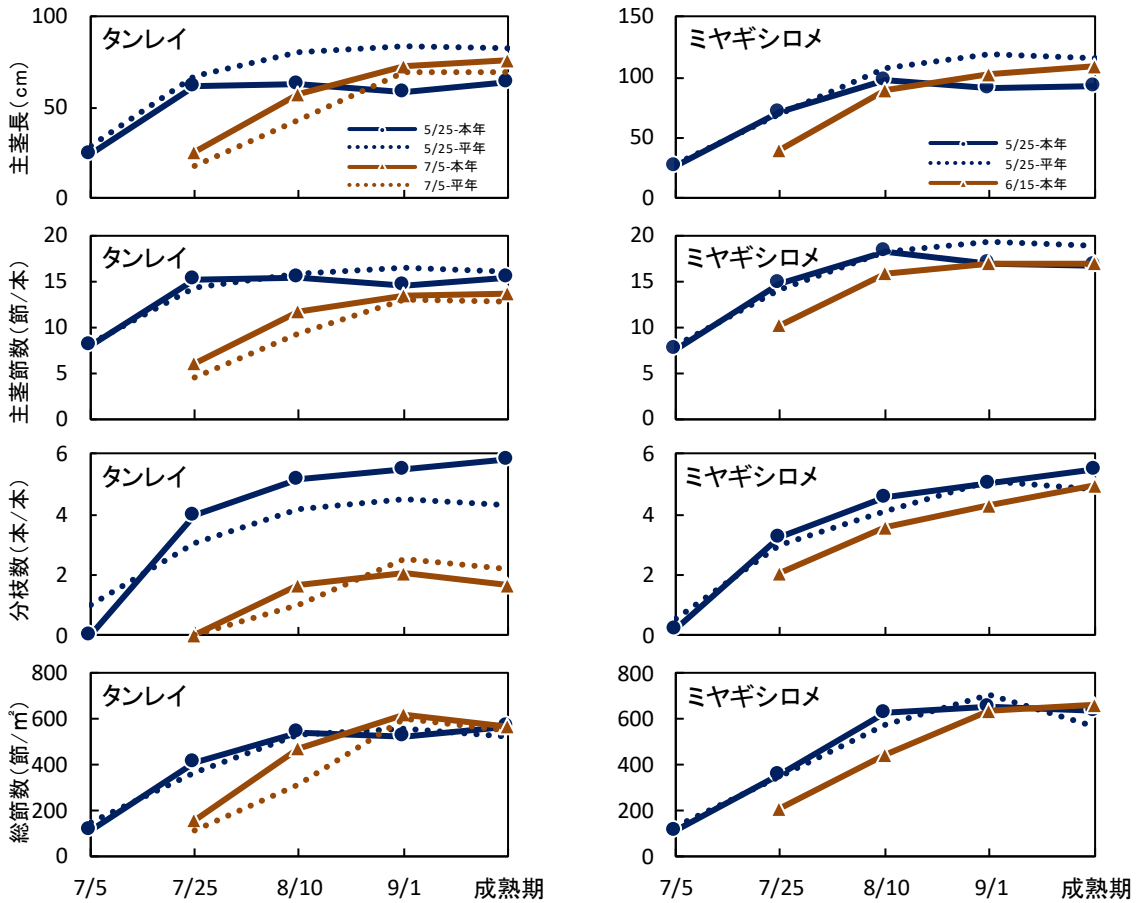 主茎長(cm)
100
50
0
タンレイ
5/25-本年
5/25-平年
7/5-本年
7/5-平年
150
100
50
0
ミヤギシロメ
5/25-本年
5/25-平年
6/15-本年
主茎節数(節/本)
20
15
10
5
0
タンレイ
20
15
10
5
0
ミヤギシロメ
分枝数(本/本)
6
4
2
0
タンレイ
6
4
2
0
ミヤギシロメ
総節数(節/㎡)
800
600
400
200
0
タンレイ
7/5 7/25 8/10 9/1 成熟期
800
600
400
200
0
ミヤギシロメ
7/5 7/25 8/10 9/1 成熟期